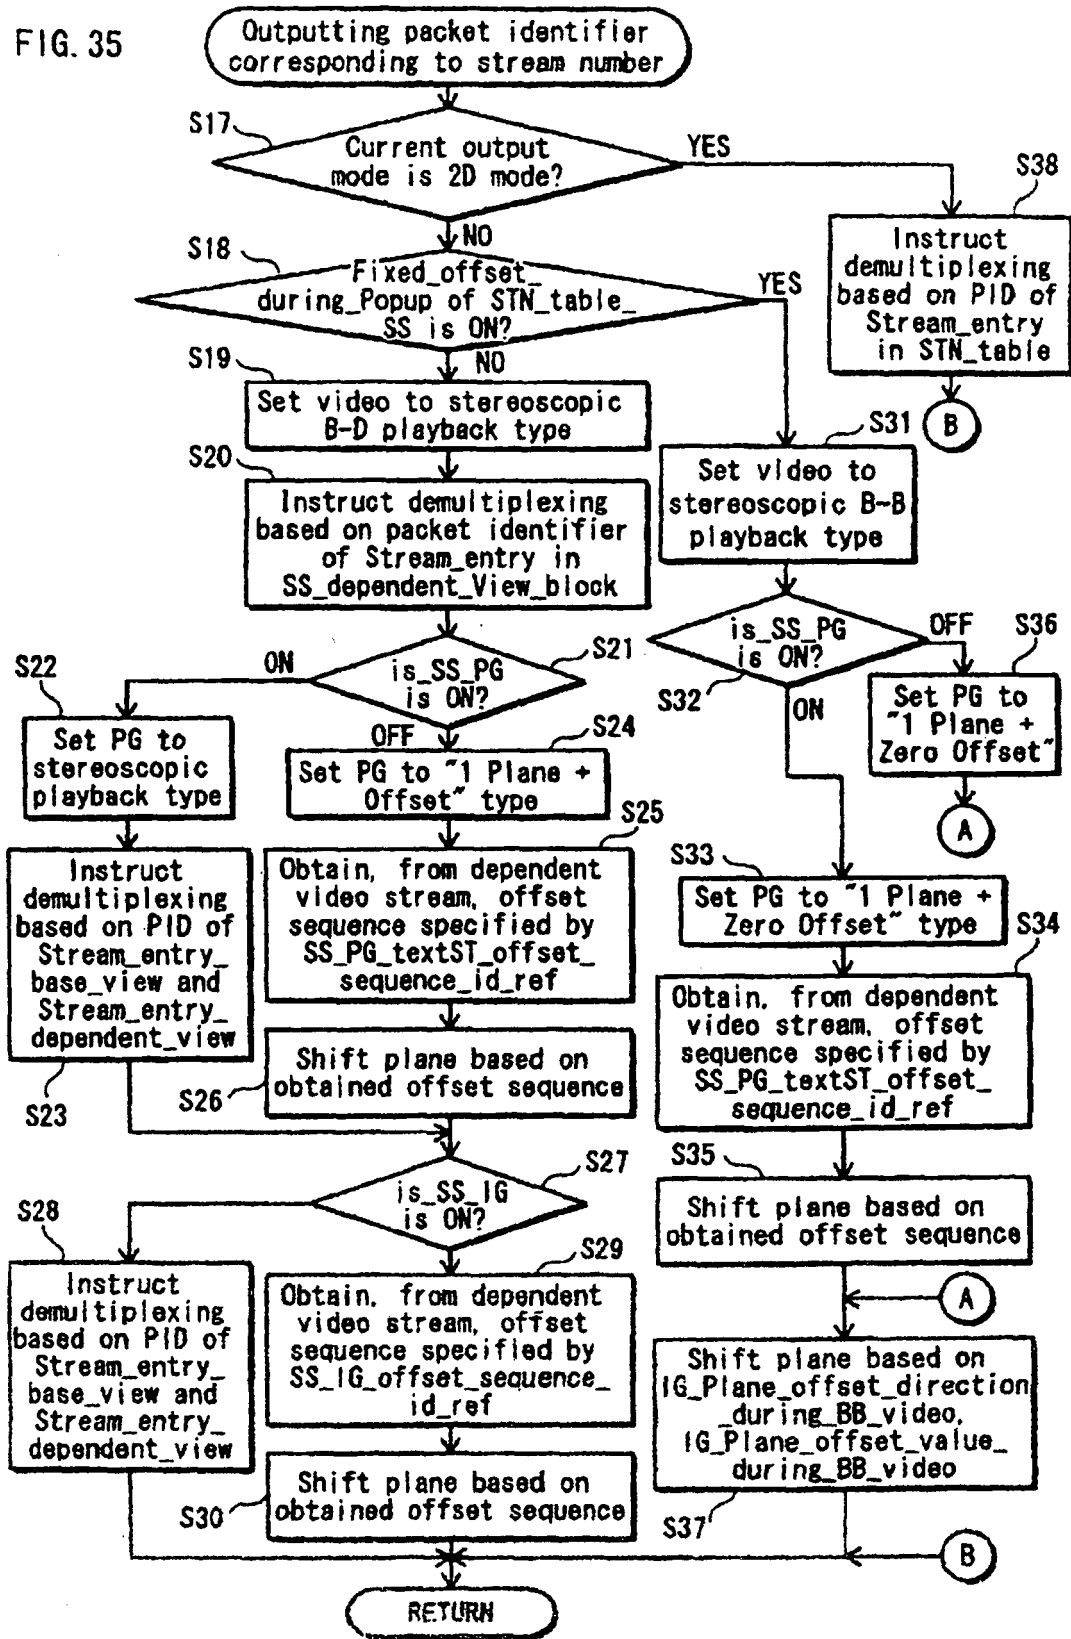 FIG. 35
Outputting packet identifier
corresponding to stream number
S17
Current output
mode is 2D mode?
YES
NO
S38
Instruct
demultiplexing
based on PID of
Stream_entry
in STN_table
B
S18
Fixed_offset_
during_Popup of STN_table_
SS is ON?
YES
NO
S19
Set video to stereoscopic
B-D playback type
S20
Instruct demultiplexing
based on packet identifier
of Stream_entry in
SS_dependent_View_block
S31
Set video to
stereoscopic B-B
playback type
S21
is_SS_PG
is ON?
ON
OFF
S22
Set PG to
stereoscopic
playback type
S24
Set PG to "1 Plane +
Offset" type
S32
is_SS_PG
is ON?
OFF
ON
S36
Set PG to
"1 Plane +
Zero Offset"
A
S23
Instruct
demultiplexing
based on PID of
Stream_entry_
base_view and
Stream_entry_
dependent_view
S25
Obtain, from dependent
video stream, offset
sequence specified by
SS_PG_textST_offset_
sequence_id_ref
S26
Shift plane based on
obtained offset sequence
S33
Set PG to "1 Plane +
Zero Offset" type
S34
Obtain, from dependent
video stream, offset
sequence specified by
SS_PG_textST_offset_
sequence_id_ref
S35
Shift plane based on
obtained offset sequence
A
S27
is_SS_IG
is ON?
S28
Instruct
demultiplexing
based on PID of
Stream_entry_
base_view and
Stream_entry_
dependent_view
S29
Obtain, from dependent
video stream, offset
sequence specified by
SS_IG_offset_sequence_
id_ref
S30
Shift plane based on
obtained offset sequence
Shift plane based on
IG_Plane_offset_direction
_during_BB_video,
IG_Plane_offset_value_
during_BB_video
S37
B
RETURN